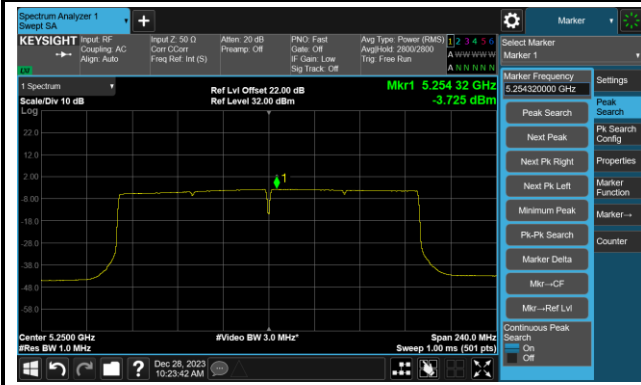 Spectrum Analyzer 1
Swept SA
+
Marker
KEYSIGHT
Input: RF
Coupling: AC
Align: Auto
Input Z: 50 Ω
Corr CCorr
Freq Ref: Int (S)
Atten: 20 dB
Preamp: Off
PNO: Fast
Gate: Off
IF Gain: Low
Sig Track: Off
Avg Type: Power (RMS)
Avg|Hold: 2800/2800
Trig: Free Run
1 2 3 4 5 6
A W W W W W
A N N N N N
LXI
Select Marker
Marker 1
1 Spectrum
Scale/Div 10 dB
Log
Ref Lvl Offset 22.00 dB
Ref Level 32.00 dBm
Mkr1 5.254 32 GHz
-3.725 dBm
22.0
12.0
2.00
-8.00
-18.0
-28.0
-38.0
-48.0
-58.0
1
Center 5.2500 GHz
#Res BW 1.0 MHz
#Video BW 3.0 MHz*
Span 240.0 MHz
Sweep 1.00 ms (501 pts)
Marker Frequency
5.254320000 GHz
Peak Search
Next Peak
Next Pk Right
Next Pk Left
Minimum Peak
Pk-Pk Search
Marker Delta
Mkr→CF
Mkr→Ref Lvl
Continuous Peak
Search
On
Off
Settings
Peak
Search
Pk Search
Config
Properties
Marker
Function
Marker→
Counter
?
Dec 28, 2023
10:23:42 AM